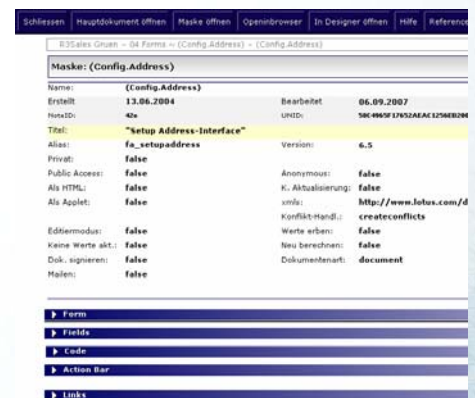 Schliessen Hauptdokument öffnen Maske öffnen Openinbrowser In Designer öffnen Hilfe Reference
R3Sales Gruen ~ 04 Forms ~ (Config.Address) ~ (Config.Address)
Maske: (Config.Address)
Name: (Config.Address)
Erstellt 13.06.2004 Bearbeitet 06.09.2007
NoteID: 42e UNID:
Titel: "Setup Address-Interface"
Alias: fa_setupaddress Version: 6.5
Privat: false
Public Access: false Anonymous: false
Als HTML: false K. Aktualisierung: false
Als Applet: false xmls: http://www.lotus.com/d
Konflikt-Handl.: createconflicts
Editiermodus: false Werte erben: false
Keine Werte akt.: false Neu berechnen: false
Dok. signieren: false Dokumentenart: document
Mailen: false
Form
Fields
Code
Action Bar
Links